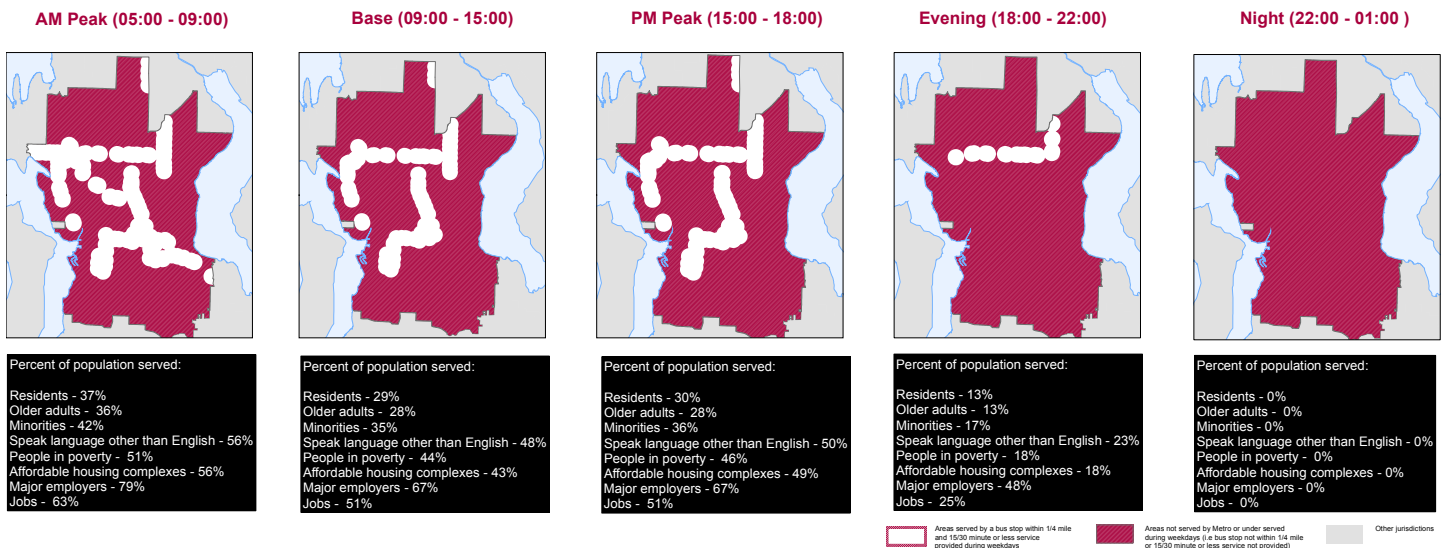 AM Peak (05:00 - 09:00)
Base (09:00 - 15:00)
PM Peak (15:00 - 18:00)
Evening (18:00 - 22:00)
Night (22:00 - 01:00 )
Percent of population served:
Residents - 37%
Older adults - 36%
Minorities - 42%
Speak language other than English - 56%
People in poverty - 51%
Affordable housing complexes - 56%
Major employers - 79%
Jobs - 63%
Percent of population served:
Residents - 29%
Older adults - 28%
Minorities - 35%
Speak language other than English - 48%
People in poverty - 44%
Affordable housing complexes - 43%
Major employers - 67%
Jobs - 51%
Percent of population served:
Residents - 30%
Older adults - 28%
Minorities - 36%
Speak language other than English - 50%
People in poverty - 46%
Affordable housing complexes - 49%
Major employers - 67%
Jobs - 51%
Percent of population served:
Residents - 13%
Older adults - 13%
Minorities - 17%
Speak language other than English - 23%
People in poverty - 18%
Affordable housing complexes - 18%
Major employers - 48%
Jobs - 25%
Percent of population served:
Residents - 0%
Older adults - 0%
Minorities - 0%
Speak language other than English - 0%
People in poverty - 0%
Affordable housing complexes - 0%
Major employers - 0%
Jobs - 0%
Areas served by a bus stop within 1/4 mile
and 15/30 minute or less service
provided during weekdays
Areas not served by Metro or under served
during weekdays (i.e bus stop not within 1/4 mile
or 15/30 minute or less service not provided)
Other jurisdictions